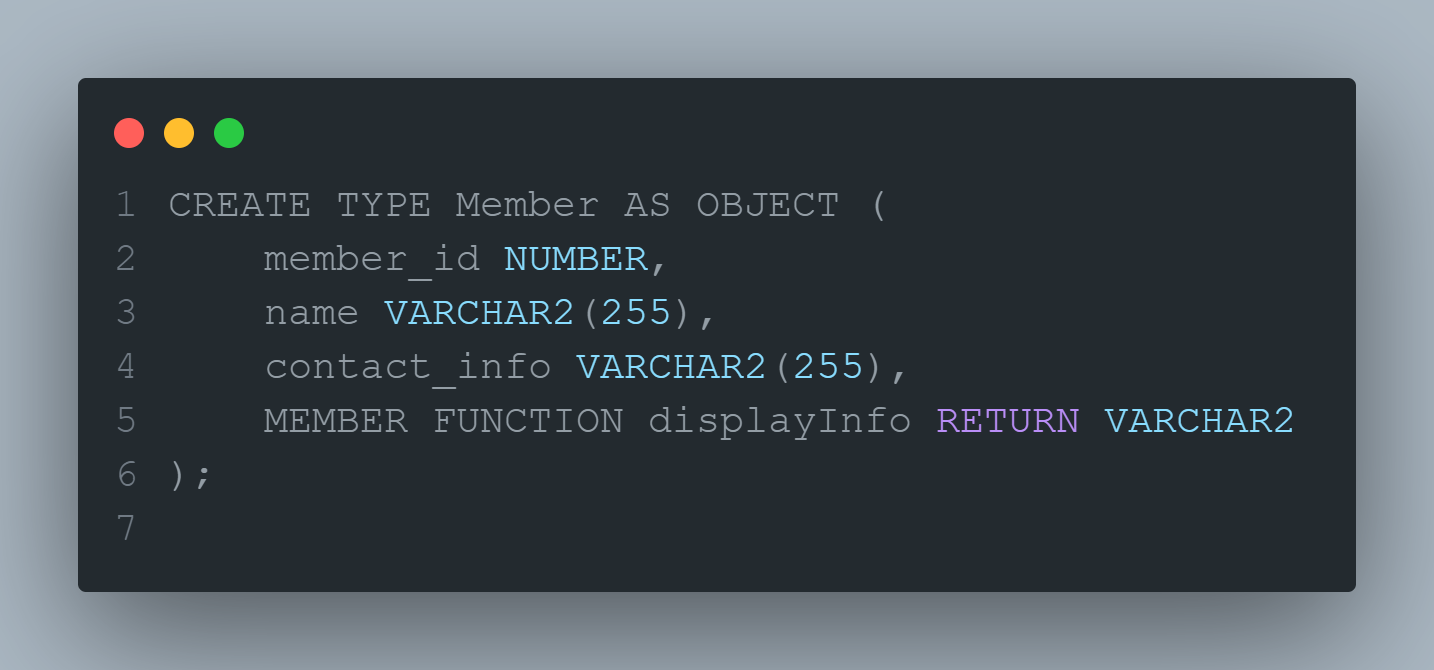 1 CREATE TYPE Member AS OBJECT (
2     member_id NUMBER,
3     name VARCHAR2(255),
4     contact_info VARCHAR2(255),
5     MEMBER FUNCTION displayInfo RETURN VARCHAR2
6 );
7